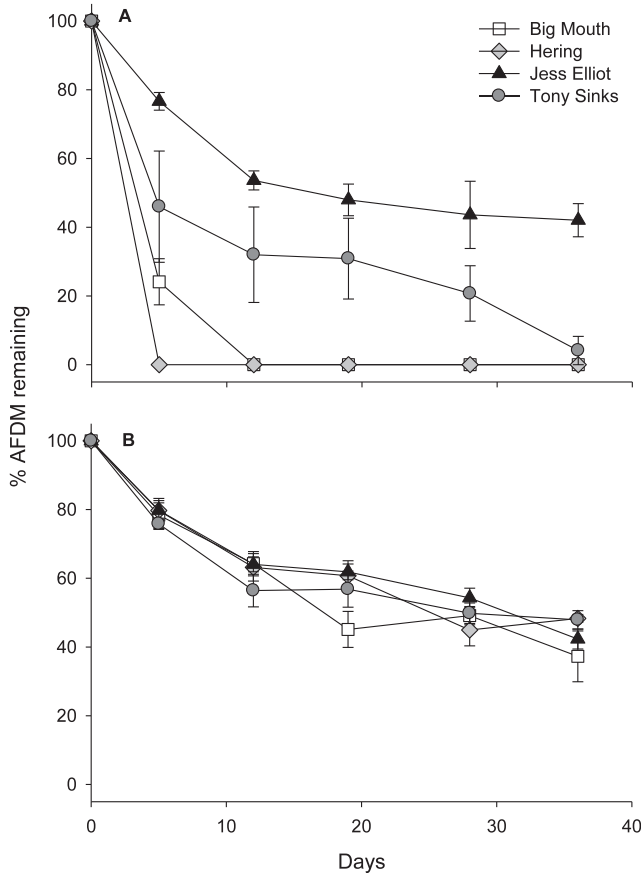 A
Big Mouth
Hering
Jess Elliot
Tony Sinks
100
80
60
40
20
0
% AFDM remaining
B
100
80
60
40
20
0
0 10 20 30 40
Days